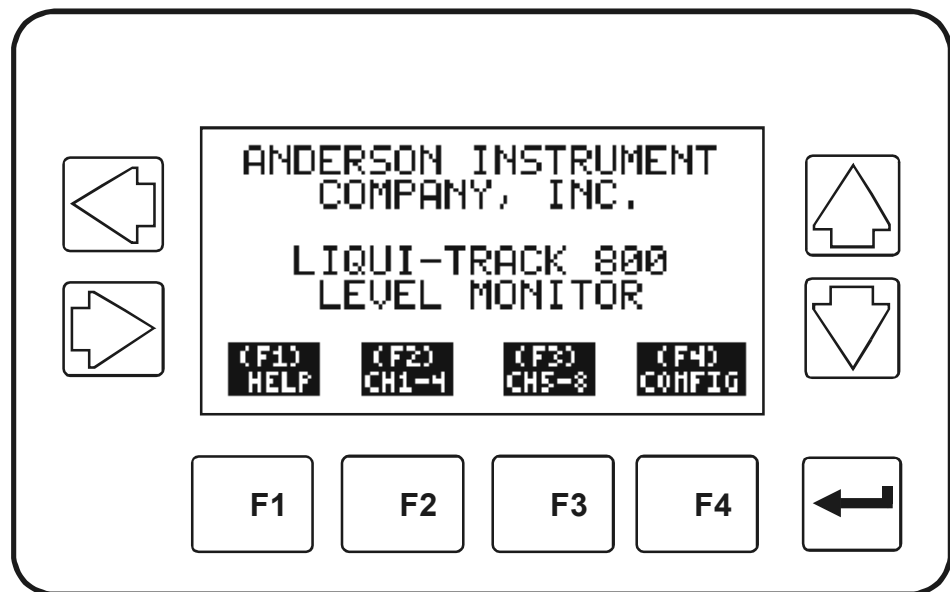 ANDERSON INSTRUMENT
COMPANY, INC.
LIQUI-TRACK 800
LEVEL MONITOR
(F1) (F2) (F3) (F4)
HELP CH1-4 CH5-8 CONFIG
F1 F2 F3 F4